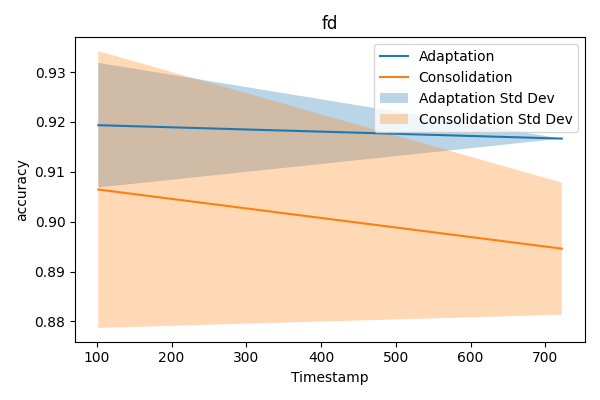 fd
Adaptation
Consolidation
Adaptation Std Dev
Consolidation Std Dev
accuracy
0.93
0.92
0.91
0.90
0.89
0.88
100 200 300 400 500 600 700
Timestamp